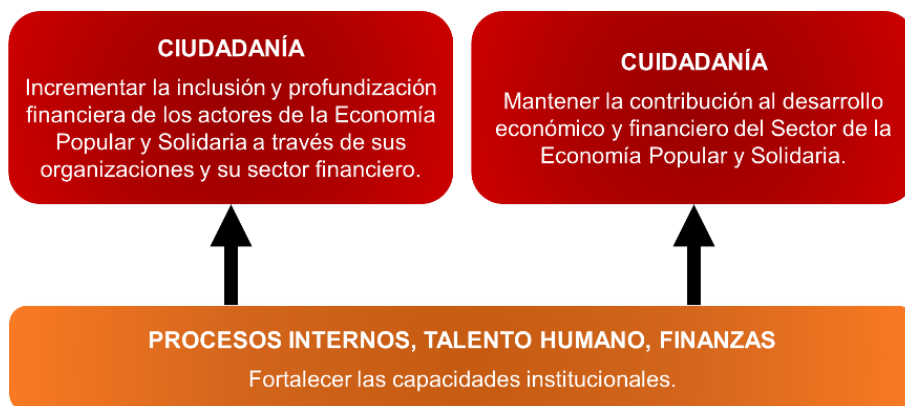 CIUDADANÍA
Incrementar la inclusión y profundización
financiera de los actores de la Economía
Popular y Solidaria a través de sus
organizaciones y su sector financiero.
CUIDADANÍA
Mantener la contribución al desarrollo
económico y financiero del Sector de la
Economía Popular y Solidaria.
PROCESOS INTERNOS, TALENTO HUMANO, FINANZAS
Fortalecer las capacidades institucionales.